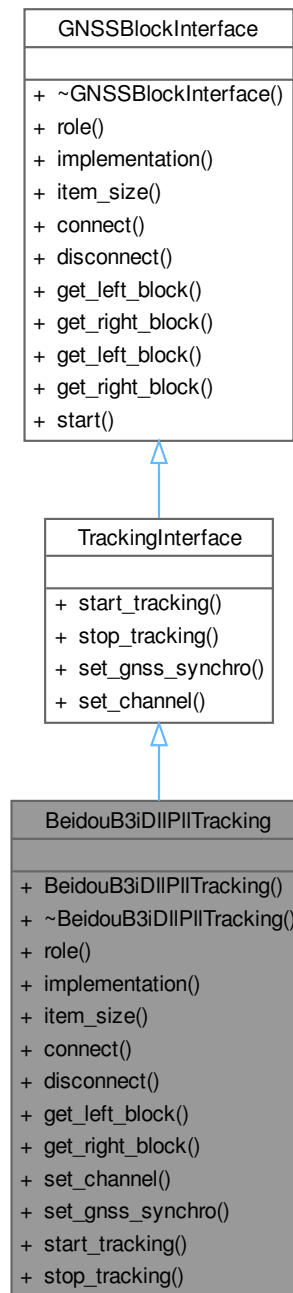 GNSSBlockInterface
+ ~GNSSBlockInterface()
+ role()
+ implementation()
+ item_size()
+ connect()
+ disconnect()
+ get_left_block()
+ get_right_block()
+ get_left_block()
+ get_right_block()
+ start()
TrackingInterface
+ start_tracking()
+ stop_tracking()
+ set_gnss_synchro()
+ set_channel()
BeidouB3iDllPllTracking
+ BeidouB3iDllPllTracking()
+ ~BeidouB3iDllPllTracking()
+ role()
+ implementation()
+ item_size()
+ connect()
+ disconnect()
+ get_left_block()
+ get_right_block()
+ set_channel()
+ set_gnss_synchro()
+ start_tracking()
+ stop_tracking()